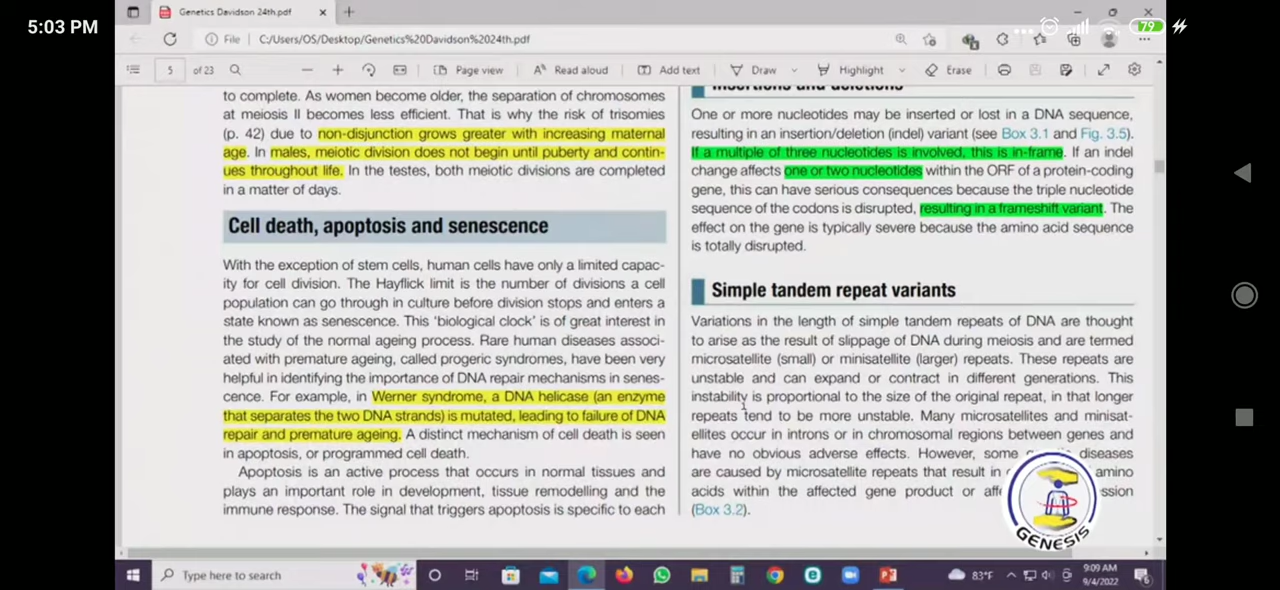 5:03 PM
79
Genetics Davidson 24th.pdf
File
C:/Users/OS/Desktop/Genetics%20Davidson%2024th.pdf
5
of 23
Page view
Read aloud
Add text
Draw
Highlight
Erase
to complete. As women become older, the separation of chromosomes
at meiosis II becomes less efficient. That is why the risk of trisomies
(p. 42) due to non-disjunction grows greater with increasing maternal
age. In males, meiotic division does not begin until puberty and contin-
ues throughout life. In the testes, both meiotic divisions are completed
in a matter of days.
Cell death, apoptosis and senescence
With the exception of stem cells, human cells have only a limited capac-
ity for cell division. The Hayflick limit is the number of divisions a cell
population can go through in culture before division stops and enters a
state known as senescence. This ‘biological clock’ is of great interest in
the study of the normal ageing process. Rare human diseases associ-
ated with premature ageing, called progeric syndromes, have been very
helpful in identifying the importance of DNA repair mechanisms in senes-
cence. For example, in Werner syndrome, a DNA helicase (an enzyme
that separates the two DNA strands) is mutated, leading to failure of DNA
repair and premature ageing. A distinct mechanism of cell death is seen
in apoptosis, or programmed cell death.
Apoptosis is an active process that occurs in normal tissues and
plays an important role in development, tissue remodelling and the
immune response. The signal that triggers apoptosis is specific to each
Insertions and deletions
One or more nucleotides may be inserted or lost in a DNA sequence,
resulting in an insertion/deletion (indel) variant (see Box 3.1 and Fig. 3.5).
If a multiple of three nucleotides is involved, this is in-frame. If an indel
change affects one or two nucleotides within the ORF of a protein-coding
gene, this can have serious consequences because the triple nucleotide
sequence of the codons is disrupted, resulting in a frameshift variant. The
effect on the gene is typically severe because the amino acid sequence
is totally disrupted.
Simple tandem repeat variants
Variations in the length of simple tandem repeats of DNA are thought
to arise as the result of slippage of DNA during meiosis and are termed
microsatellite (small) or minisatellite (larger) repeats. These repeats are
unstable and can expand or contract in different generations. This
instability is proportional to the size of the original repeat, in that longer
repeats tend to be more unstable. Many microsatellites and minisat-
ellites occur in introns or in chromosomal regions between genes and
have no obvious adverse effects. However, some diseases
are caused by microsatellite repeats that result in amino
acids within the affected gene product or
(Box 3.2).
GENESIS
Type here to search
83°F
9:09 AM
9/4/2022
6